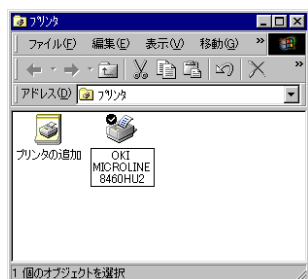 プリンタ
ファイル(F) 編集(E) 表示(V) 移動(G) »
»
アドレス(D) プリンタ
プリンタの追加
OKI
MICROLINE
8460HU2
1 個のオブジェクトを選択